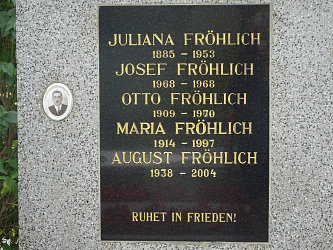 JULIANA FRÖHLICH
1885 – 1953
JOSEF FRÖHLICH
1968 – 1968
OTTO FRÖHLICH
1909 – 1970
MARIA FRÖHLICH
1914 – 1997
AUGUST FRÖHLICH
1938 – 2004
RUHET IN FRIEDEN!